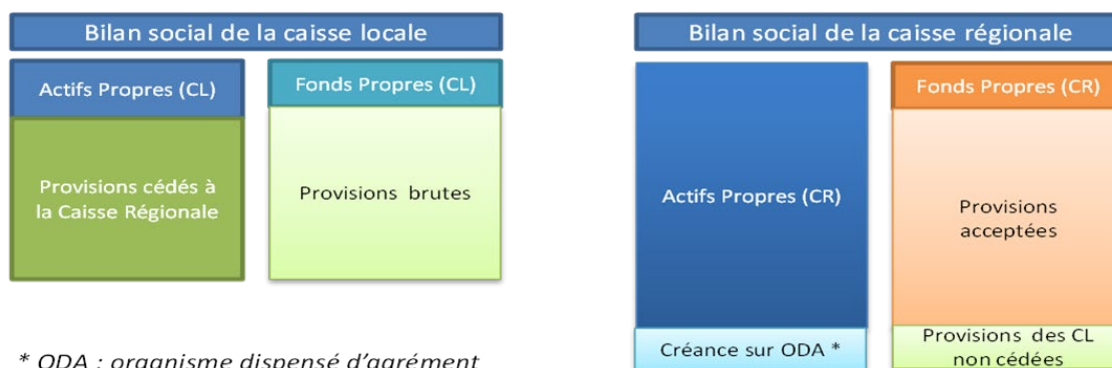 Bilan social de la caisse locale
Actifs Propres (CL)
Fonds Propres (CL)
Provisions cédés à
la Caisse Régionale
Provisions brutes
* ODA : organisme dispensé d'agrément
Bilan social de la caisse régionale
Actifs Propres (CR)
Fonds Propres (CR)
Provisions
acceptées
Créance sur ODA *
Provisions des CL
non cédées